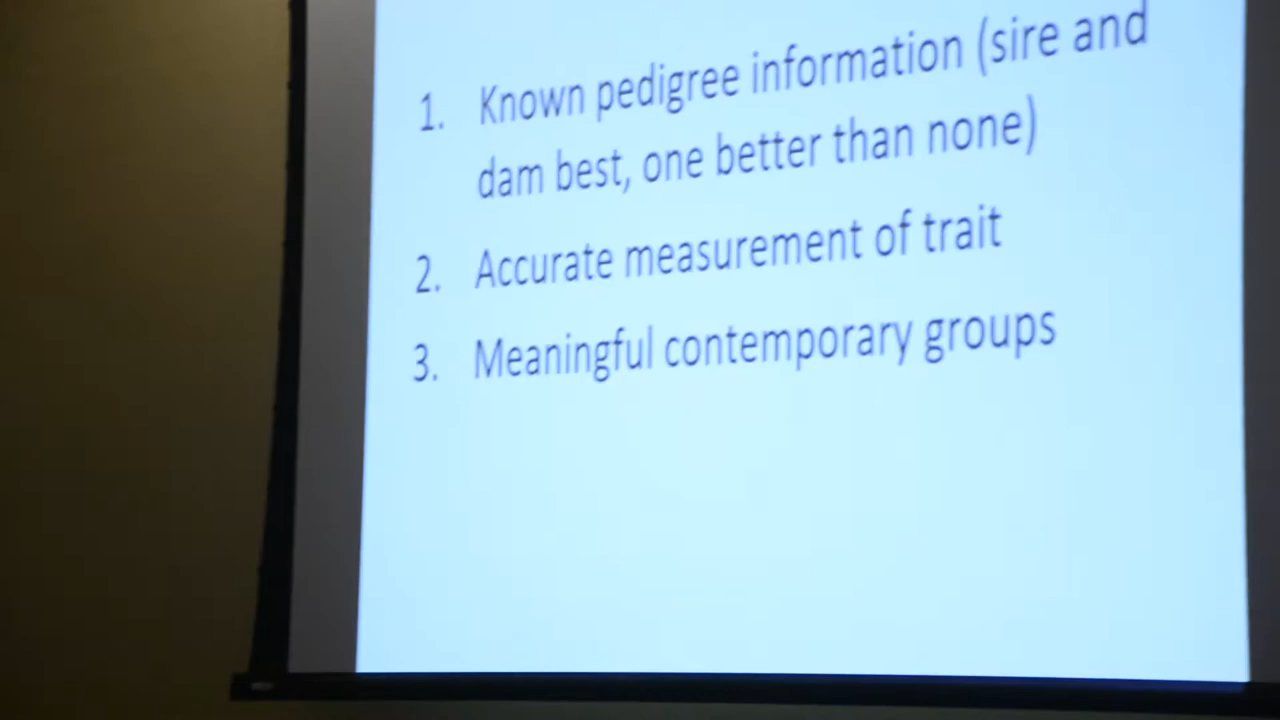 1. Known pedigree information (sire and
dam best, one better than none)
2. Accurate measurement of trait
3. Meaningful contemporary groups